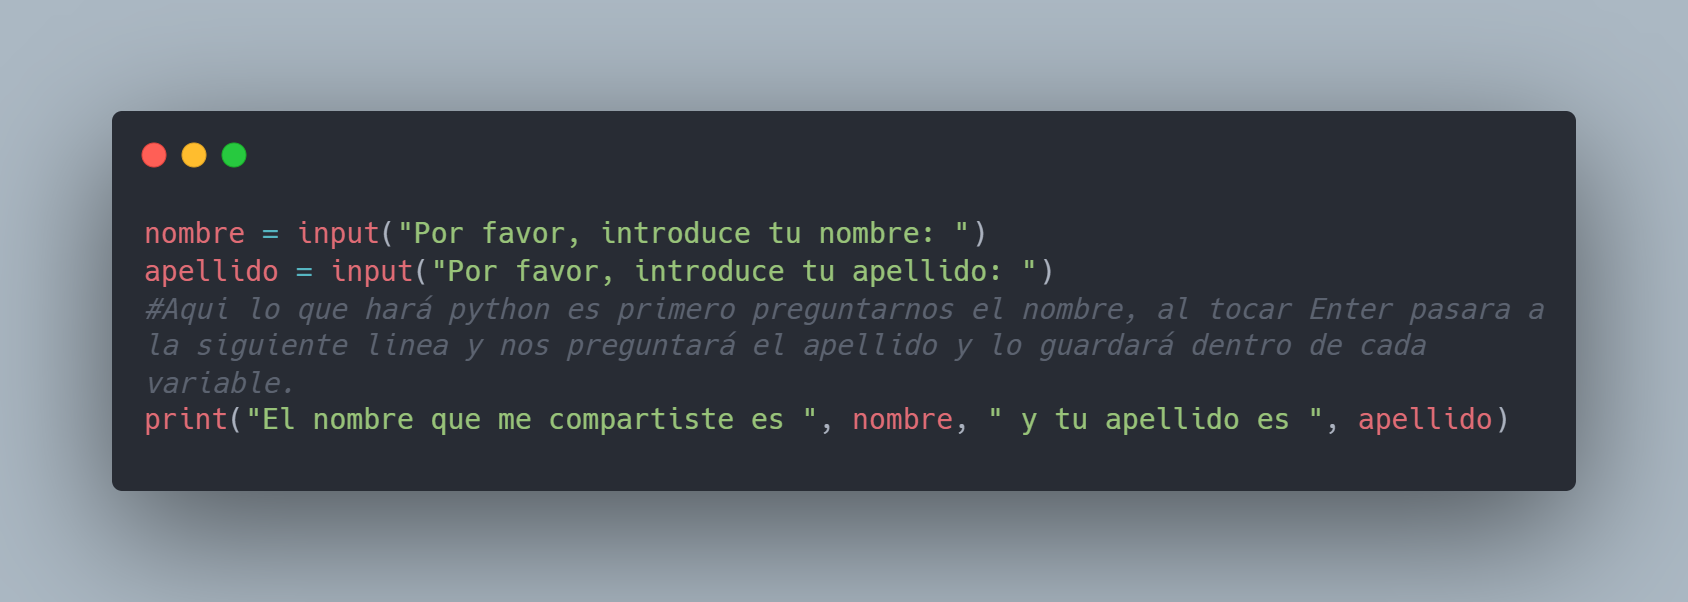 nombre = input("Por favor, introduce tu nombre: ")
apellido = input("Por favor, introduce tu apellido: ")
#Aqui lo que hará python es primero preguntarnos el nombre, al tocar Enter pasara a
la siguiente linea y nos preguntará el apellido y lo guardará dentro de cada
variable.
print("El nombre que me compartiste es ", nombre, " y tu apellido es ", apellido)